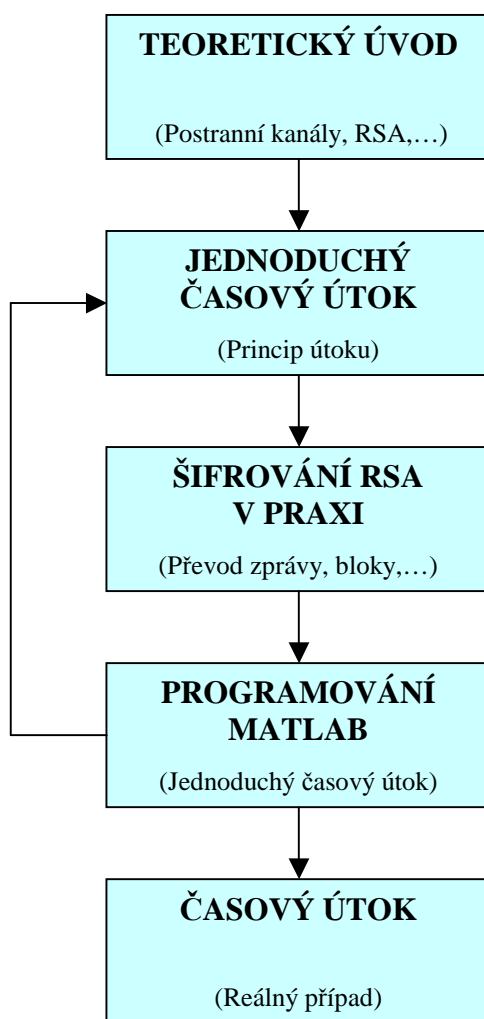 TEORETICKÝ ÚVOD
(Postranní kanály, RSA,…)
JEDNODUCHÝ
ČASOVÝ ÚTOK
(Princip útoku)
ŠIFROVÁNÍ RSA
V PRAXI
(Převod zprávy, bloky,…)
PROGRAMOVÁNÍ
MATLAB
(Jednoduchý časový útok)
ČASOVÝ ÚTOK
(Reálný případ)